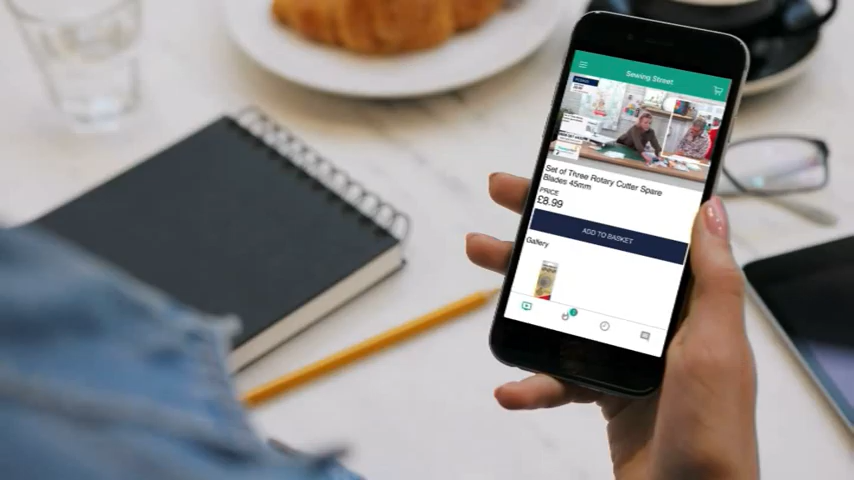 Sewing Street
Set of Three Rotary Cutter Spare
Blades 45mm
PRICE
£8.99
ADD TO BASKET
Gallery